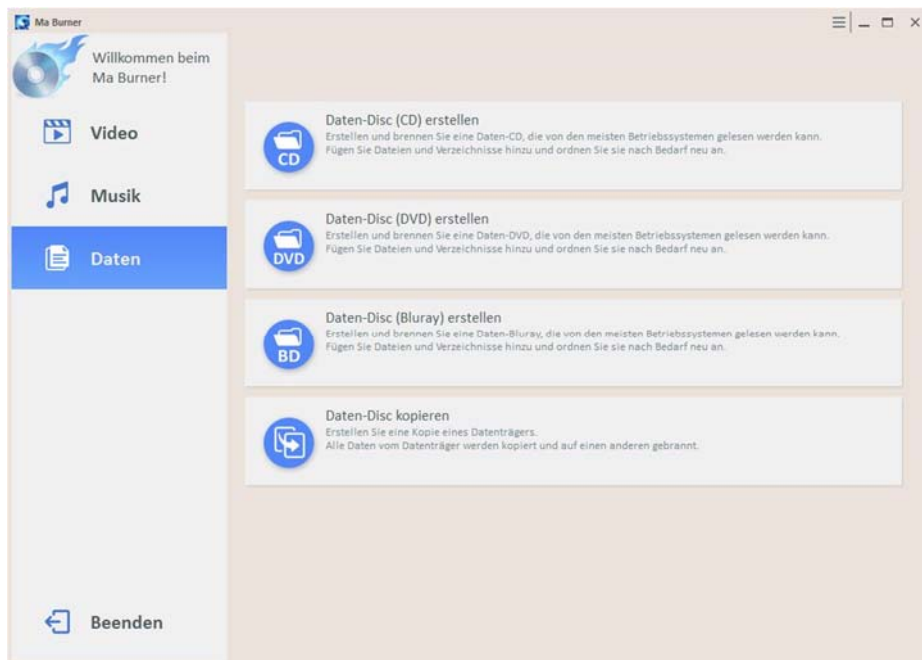 Ma Burner
Willkommen beim
Ma Burner!
Video
Musik
Daten
Beenden
Daten-Disc (CD) erstellen
Erstellen und brennen Sie eine Daten-CD, die von den meisten Betriebssystemen gelesen werden kann.
Fügen Sie Dateien und Verzeichnisse hinzu und ordnen Sie sie nach Bedarf neu an.
CD
Daten-Disc (DVD) erstellen
Erstellen und brennen Sie eine Daten-DVD, die von den meisten Betriebssystemen gelesen werden kann.
Fügen Sie Dateien und Verzeichnisse hinzu und ordnen Sie sie nach Bedarf neu an.
DVD
Daten-Disc (Bluray) erstellen
Erstellen und brennen Sie eine Daten-Bluray, die von den meisten Betriebssystemen gelesen werden kann.
Fügen Sie Dateien und Verzeichnisse hinzu und ordnen Sie sie nach Bedarf neu an.
BD
Daten-Disc kopieren
Erstellen Sie eine Kopie eines Datenträgers.
Alle Daten vom Datenträger werden kopiert und auf einen anderen gebrannt.